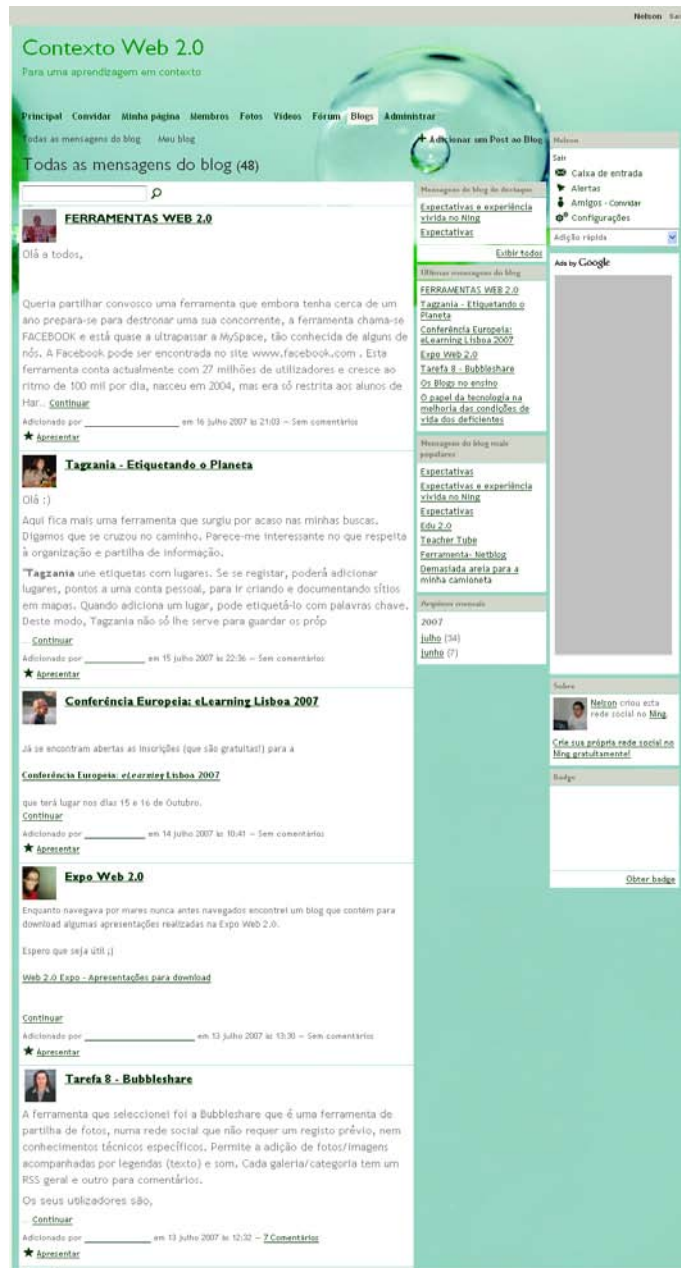 Nelson Sair
Contexto Web 2.0
Para uma aprendizagem em contexto
Principal Convidar Minha página Membros Fotos Vídeos Fórum Blogs Administrar
Todas as mensagens do blog Meu blog
+ Adicionar um Post ao Blog
Todas as mensagens do blog (48)
FERRAMENTAS WEB 2.0
Olá a todos,
Queria partilhar convosco uma ferramenta que embora tenha cerca de um
ano prepara-se para destronar uma sua concorrente, a ferramenta chama-se
FACEBOOK e está quase a ultrapassar a MySpace, tão conhecida de alguns de
nós. A Facebook pode ser encontrada no site www.facebook.com . Esta
ferramenta conta actualmente com 27 milhões de utilizadores e cresce ao
ritmo de 100 mil por dia, nasceu em 2004, mas era só restrita aos alunos de
Har... Continuar
Adicionado por em 16 julho 2007 às 21:03 — Sem comentários
Apresentar
Tagzania - Etiquetando o Planeta
Olá :)
Aqui fica mais uma ferramenta que surgiu por acaso nas minhas buscas.
Digamos que se cruzou no caminho. Parece-me interessante no que respeita
à organização e partilha de informação.
"Tagzania une etiquetas com lugares. Se se registar, poderá adicionar
lugares, pontos a uma conta pessoal, para ir criando e documentando sítios
em mapas. Quando adiciona um lugar, pode etiquetá-lo com palavras chave.
Deste modo, Tagzania não só lhe serve para guardar os próp
... Continuar
Adicionado por em 15 julho 2007 às 22:36 — Sem comentários
Apresentar
Conferência Europeia: eLearning Lisboa 2007
Já se encontram abertas as inscrições (que são gratuitas!) para a
Conferência Europeia: eLearning Lisboa 2007
que terá lugar nos dias 15 e 16 de Outubro.
Continuar
Adicionado por em 14 julho 2007 às 10:41 — Sem comentários
Apresentar
Expo Web 2.0
Enquanto navegava por mares nunca antes navegados encontrei um blog que contém para
download algumas apresentações realizadas na Expo Web 2.0.
Espero que seja útil ;)
Web 2.0 Expo - Apresentações para download
Continuar
Adicionado por em 13 julho 2007 às 13:30 — Sem comentários
Apresentar
Tarefa 8 - Bubbleshare
A ferramenta que seleccionei foi a Bubbleshare que é uma ferramenta de
partilha de fotos, numa rede social que não requer um registo prévio, nem
conhecimentos técnicos específicos. Permite a adição de fotos/imagens
acompanhadas por legendas (texto) e som. Cada galeria/categoria tem um
RSS geral e outro para comentários.
Os seus utilizadores são,
... Continuar
Adicionado por em 13 julho 2007 às 12:32 — 7 Comentários
Apresentar
Mensagens do blog de destaque
Expectativas e experiência
vivida no Ning
Expectativas
Exibir todos
Últimas mensagens do blog
FERRAMENTAS WEB 2.0
Tagzania - Etiquetando o
Planeta
Conferência Europeia:
eLearning Lisboa 2007
Expo Web 2.0
Tarefa 8 - Bubbleshare
Os Blogs no ensino
O papel da tecnologia na
melhoria das condições de
vida dos deficientes
Mensagens do blog mais
populares
Expectativas
Expectativas e experiência
vivida no Ning
Expectativas
Edu 2.0
Teacher Tube
Ferramenta- Netblog
Demasiada areia para a
minha camioneta
Arquivos mensais
2007
julho (34)
junho (7)
Nelson
Sair
Caixa de entrada
Alertas
Amigos - Convidar
Configurações
Adição rápida
Ads by Google
Sobre
Nelson criou esta
rede social no Ning.
Crie sua própria rede social no
Ning gratuitamente!
Badge
Obter badge